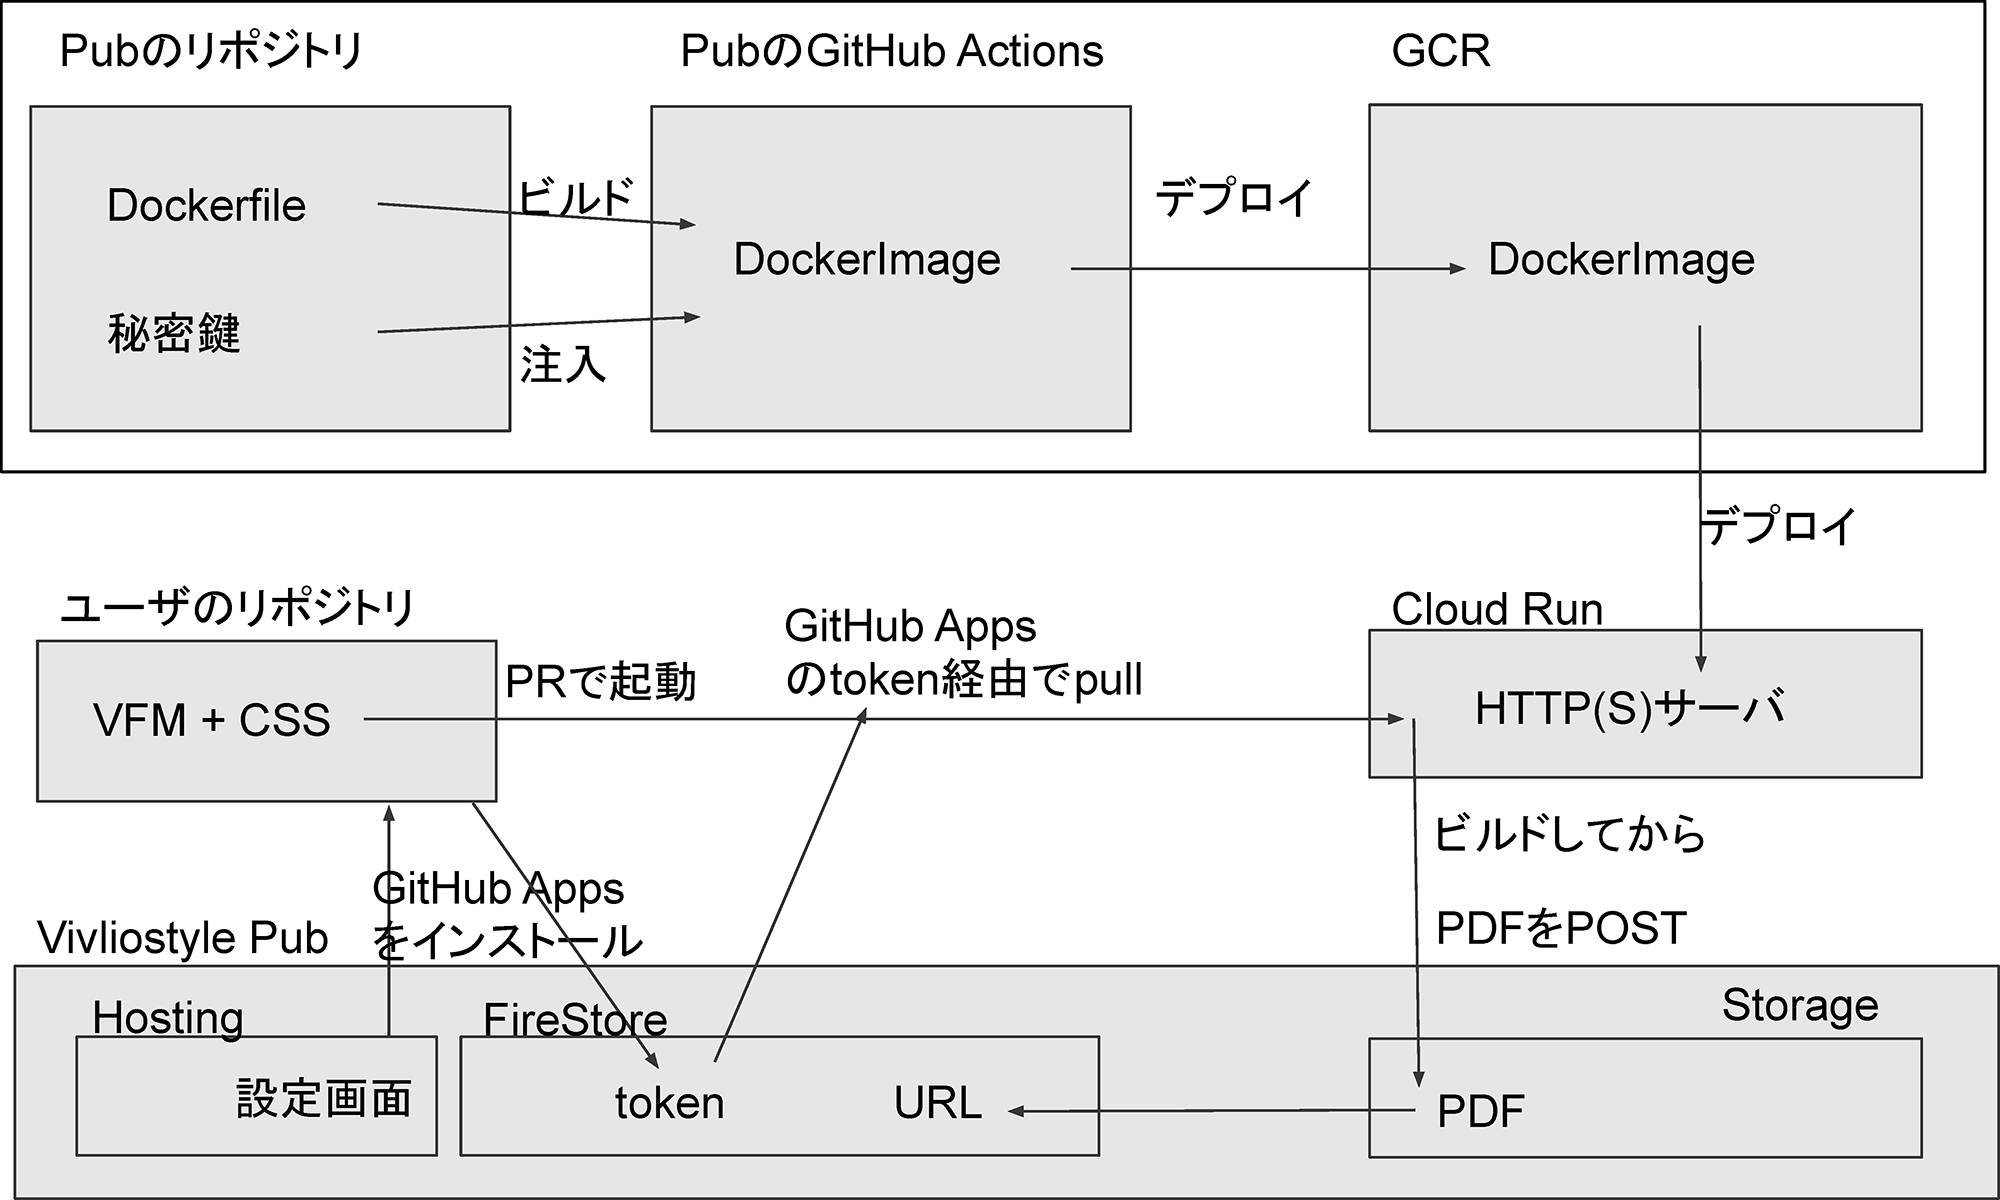 Pubのリポジトリ
PubのGitHub Actions
GCR
Dockerfile
ビルド
DockerImage
デプロイ
DockerImage
秘密鍵
注入
デプロイ
ユーザのリポジトリ
GitHub Apps
のtoken経由でpull
Cloud Run
VFM + CSS
PRで起動
HTTP(S)サーバ
ビルドしてから
PDFをPOST
GitHub Apps
をインストール
Vivliostyle Pub
Hosting
設定画面
FireStore
token
URL
Storage
PDF